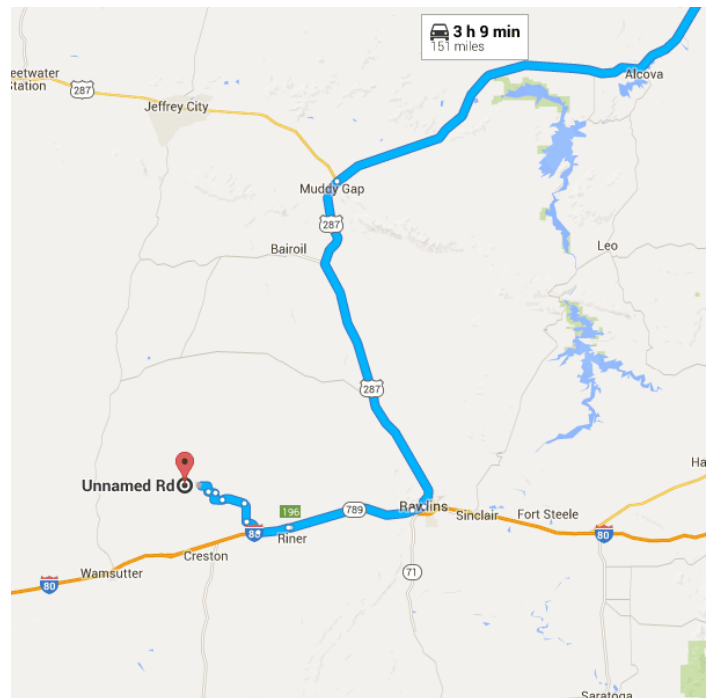 3 h 9 min
151 miles
eetwater
Station
287
Jeffrey City
Alcova
Muddy Gap
287
Bairoil
Leo
287
Unnamed Rd
196
789
Rawlins
Sinclair
Fort Steele
Ha
80
Riner
80
Creston
Wamsutter
80
71
Saratoga